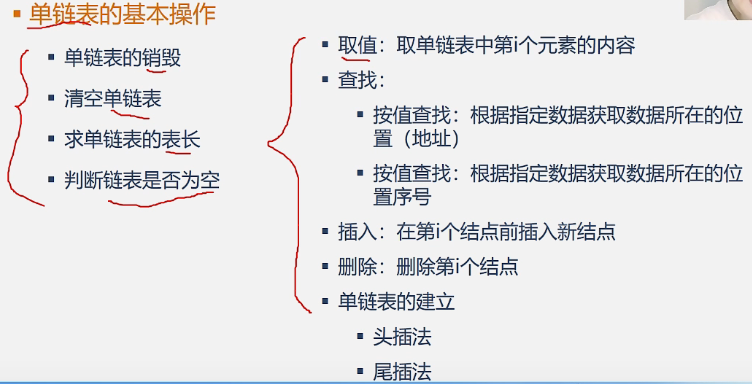 单链表的基本操作
单链表的销毁
清空单链表
求单链表的表长
判断链表是否为空
取值：取单链表中第i个元素的内容
查找：
按值查找：根据指定数据获取数据所在的位
置（地址）
按值查找：根据指定数据获取数据所在的位
置序号
插入：在第i个结点前插入新结点
删除：删除第i个结点
单链表的建立
头插法
尾插法